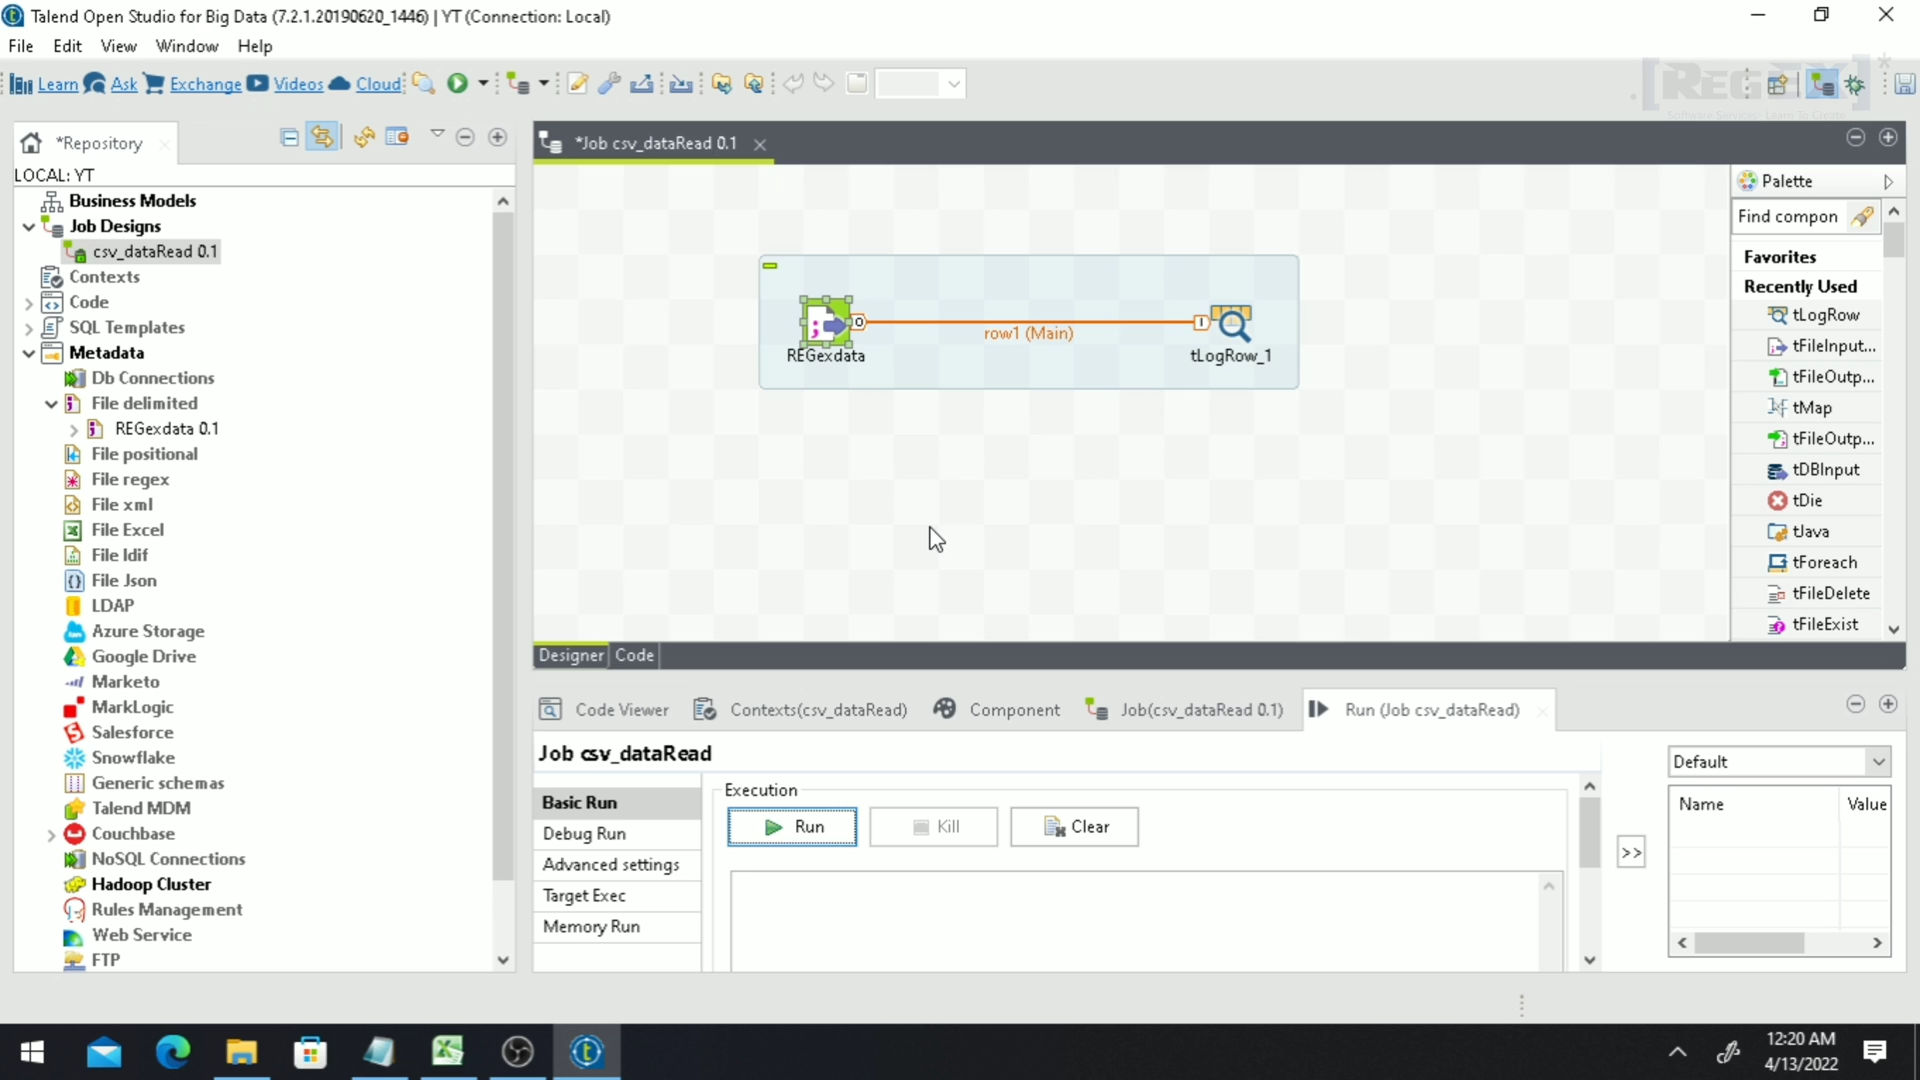 Talend Open Studio for Big Data (7.2.1.20190620_1446) | YT (Connection: Local)
File Edit View Window Help
Learn Ask Exchange Videos Cloud
[RegEX]
Software Services - Learn To Create
*Repository
LOCAL: YT
Business Models
Job Designs
csv_dataRead 0.1
Contexts
Code
SQL Templates
Metadata
Db Connections
File delimited
REGexdata 0.1
File positional
File regex
File xml
File Excel
File ldif
File Json
LDAP
Azure Storage
Google Drive
Marketo
MarkLogic
Salesforce
Snowflake
Generic schemas
Talend MDM
Couchbase
NoSQL Connections
Hadoop Cluster
Rules Management
Web Service
FTP
*Job csv_dataRead 0.1
REGexdata
row1 (Main)
tLogRow_1
Designer Code
Palette
Find compon
Favorites
Recently Used
tLogRow
tFileInput...
tFileOutp...
tMap
tFileOutp...
tDBInput
tDie
tJava
tForeach
tFileDelete
tFileExist
Code Viewer Contexts(csv_dataRead) Component Job(csv_dataRead 0.1) Run (Job csv_dataRead)
Job csv_dataRead
Basic Run
Debug Run
Advanced settings
Target Exec
Memory Run
Execution
Run Kill Clear
>>
Default
Name Value
12:20 AM
4/13/2022